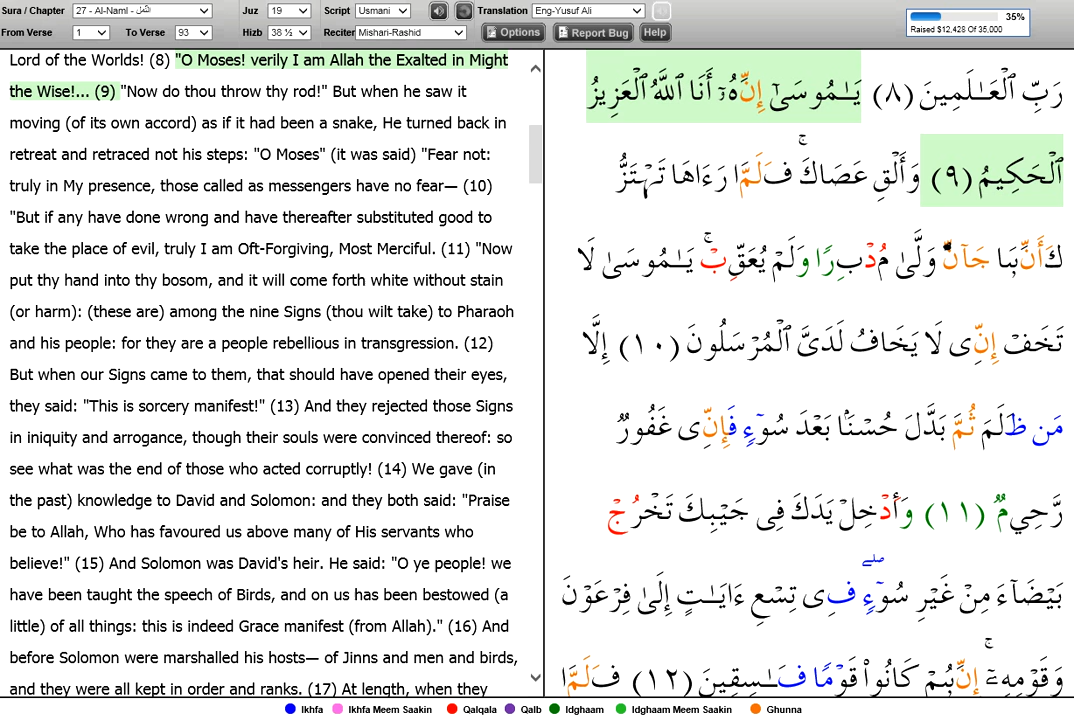 Sura / Chapter 27 - Al-Naml - النَّمل Juz 19 Script Usmani Translation Eng-Yusuf Ali
35%
Raised $12,428 Of 35,000
From Verse 1 To Verse 93 Hizb 38 ½ Reciter Mishari-Rashid Options Report Bug Help
Lord of the Worlds! (8) "O Moses! verily I am Allah the Exalted in Might
the Wise!... (9) "Now do thou throw thy rod!" But when he saw it
moving (of its own accord) as if it had been a snake, He turned back in
retreat and retraced not his steps: "O Moses" (it was said) "Fear not:
truly in My presence, those called as messengers have no fear— (10)
"But if any have done wrong and have thereafter substituted good to
take the place of evil, truly I am Oft-Forgiving, Most Merciful. (11) "Now
put thy hand into thy bosom, and it will come forth white without stain
(or harm): (these are) among the nine Signs (thou wilt take) to Pharaoh
and his people: for they are a people rebellious in transgression. (12)
But when our Signs came to them, that should have opened their eyes,
they said: "This is sorcery manifest!" (13) And they rejected those Signs
in iniquity and arrogance, though their souls were convinced thereof: so
see what was the end of those who acted corruptly! (14) We gave (in
the past) knowledge to David and Solomon: and they both said: "Praise
be to Allah, Who has favoured us above many of His servants who
believe!" (15) And Solomon was David's heir. He said: "O ye people! we
have been taught the speech of Birds, and on us has been bestowed (a
little) of all things: this is indeed Grace manifest (from Allah)." (16) And
before Solomon were marshalled his hosts— of Jinns and men and birds,
and they were all kept in order and ranks. (17) At length, when they
رَبِّ ٱلۡعَـٰلَمِينَ (٨) يَـٰمُوسَىٰٓ إِنَّهُ ۥۤ أَنَا ٱللَّهُ ٱلۡعَزِيزُ
ٱلۡحَكِيمُ (٩) وَأَلۡقِ عَصَاكَ‌ۚ فَلَمَّا رَءَاهَا تَہۡتَزُّ
كَأَنَّہَا جَآنٌّ۬ وَلَّىٰ مُدۡبِرً۬ا وَلَمۡ يُعَقِّبۡ‌ۚ يَـٰمُوسَىٰ لَا
تَخَفۡ إِنِّى لَا يَخَافُ لَدَىَّ ٱلۡمُرۡسَلُونَ (١٠) إِلَّا
مَن ظَلَمَ ثُمَّ بَدَّلَ حُسۡنَۢا بَعۡدَ سُوٓءٍ۬ فَإِنِّى غَفُورٌ۬
رَّحِيمٌ۬ (١١) وَأَدۡخِلۡ يَدَكَ فِى جَيۡبِكَ تَخۡرُجۡ
بَيۡضَآءَ مِنۡ غَيۡرِ سُوٓءٍ۬‌ۖ فِى تِسۡعِ ءَايَـٰتٍ إِلَىٰ فِرۡعَوۡنَ
وَقَوۡمِهِۦۤ‌ۚ إِنَّہُمۡ كَانُواْ قَوۡمً۬ا فَـٰسِقِينَ (١٢) فَلَمَّا
Ikhfa Ikhfa Meem Saakin Qalqala Qalb Idghaam Idghaam Meem Saakin Ghunna